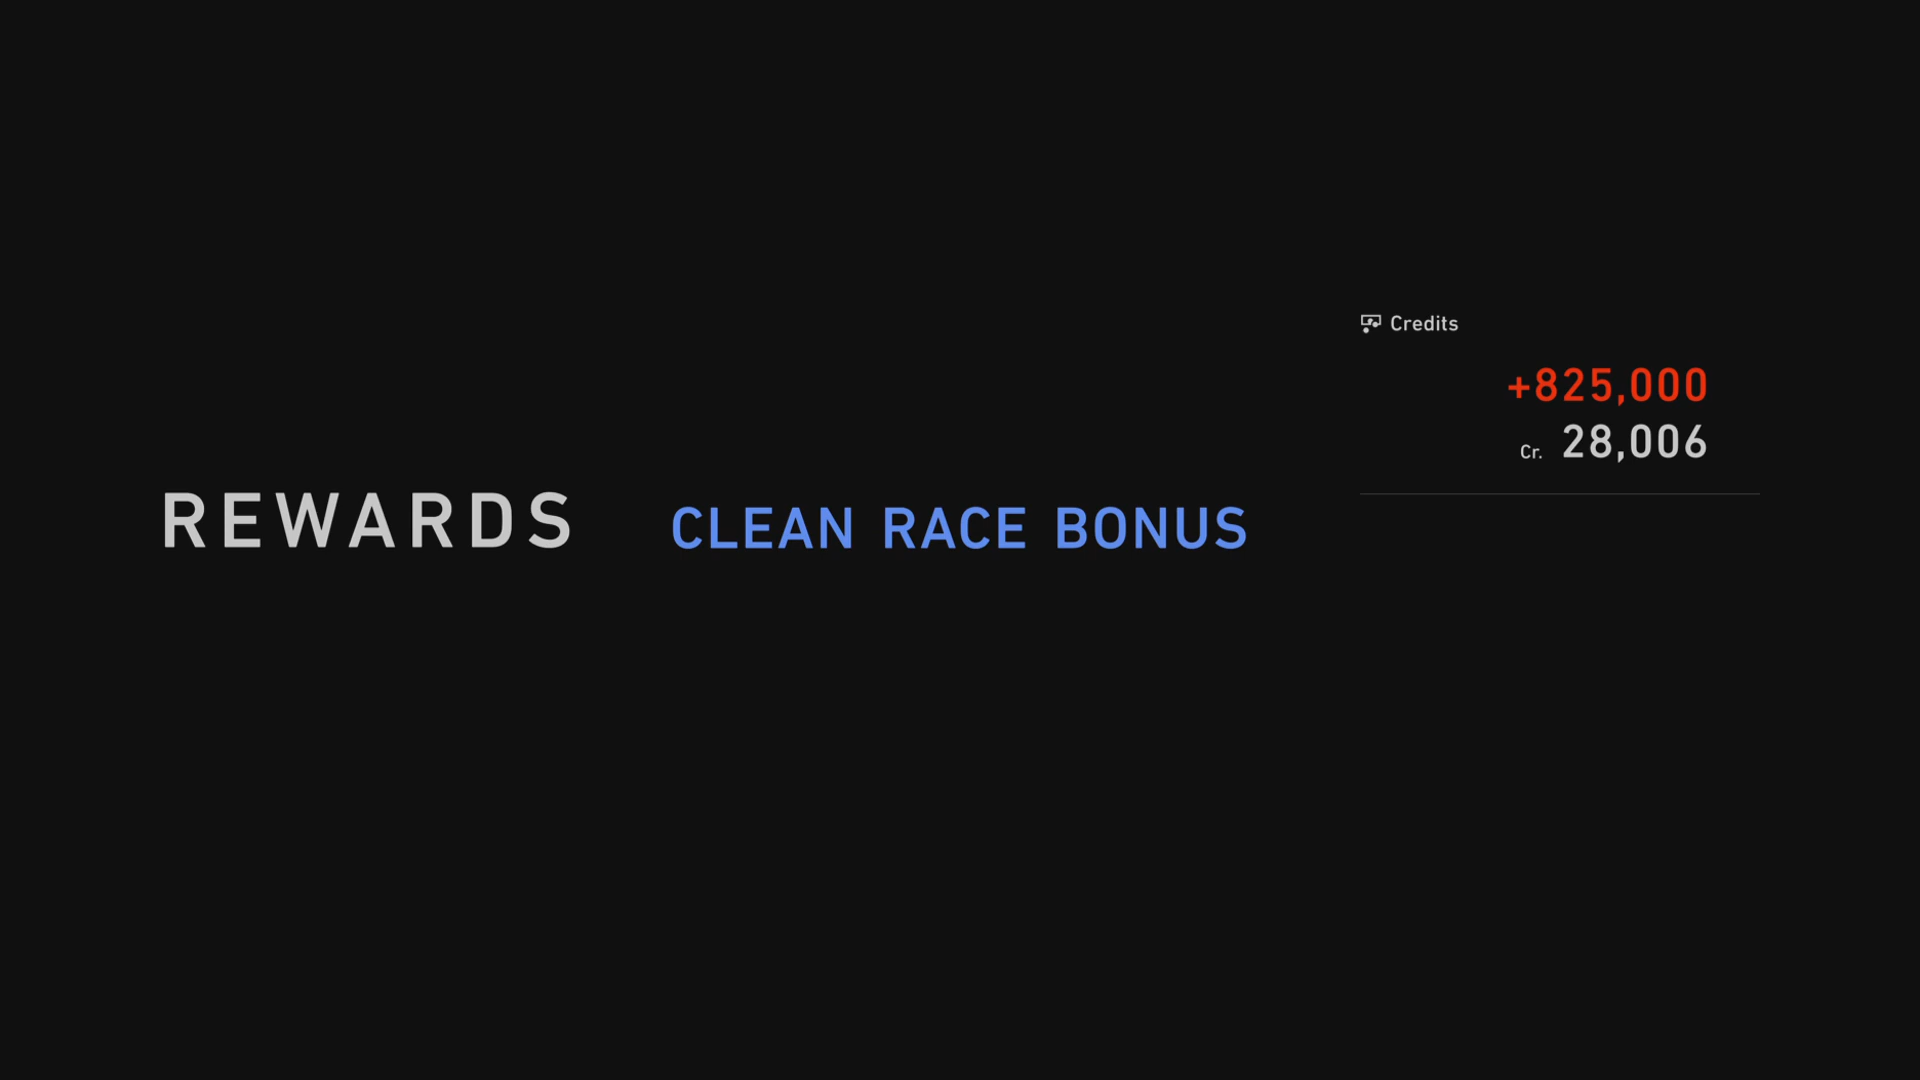 Credits
+825,000
Cr. 28,006
REWARDS
CLEAN RACE BONUS